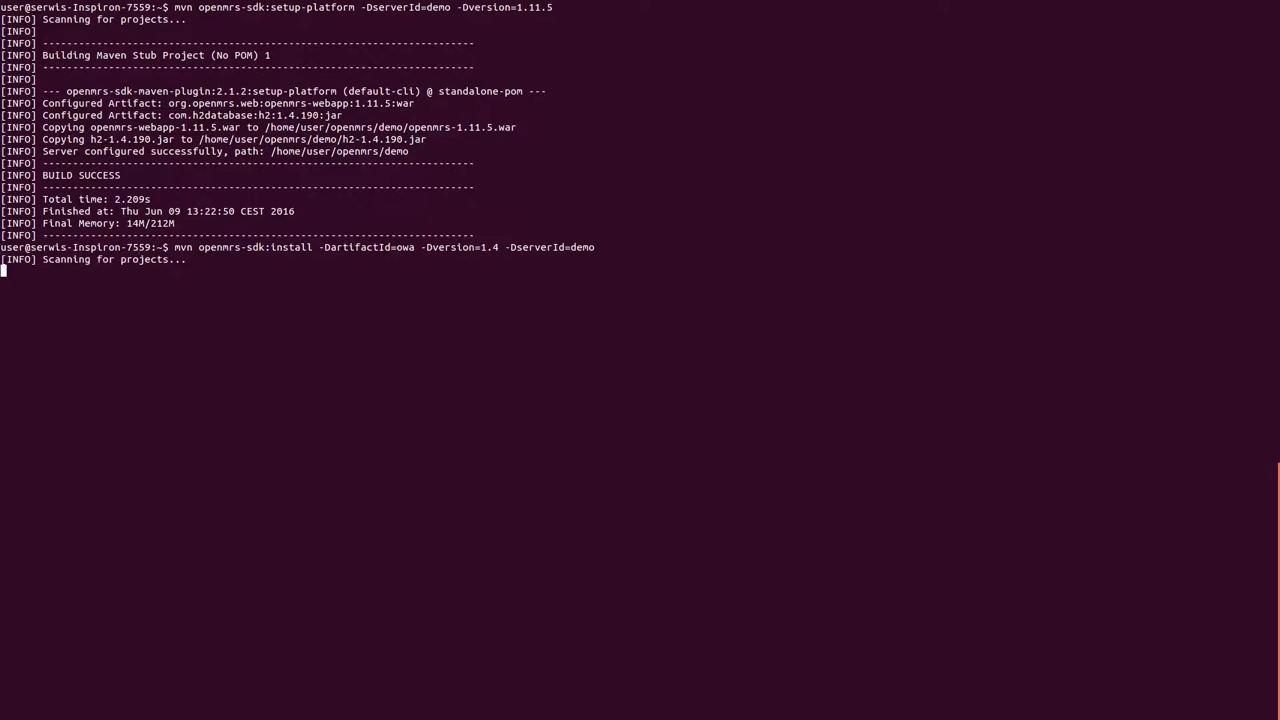 user@serwis-Inspiron-7559:~$ mvn openmrs-sdk:setup-platform -DserverId=demo -Dversion=1.11.5
[INFO] Scanning for projects...
[INFO]
[INFO] ------------------------------------------------------------------------
[INFO] Building Maven Stub Project (No POM) 1
[INFO] ------------------------------------------------------------------------
[INFO]
[INFO] --- openmrs-sdk-maven-plugin:2.1.2:setup-platform (default-cli) @ standalone-pom ---
[INFO] Configured Artifact: org.openmrs.web:openmrs-webapp:1.11.5:war
[INFO] Configured Artifact: com.h2database:h2:1.4.190:jar
[INFO] Copying openmrs-webapp-1.11.5.war to /home/user/openmrs/demo/openmrs-1.11.5.war
[INFO] Copying h2-1.4.190.jar to /home/user/openmrs/demo/h2-1.4.190.jar
[INFO] Server configured successfully, path: /home/user/openmrs/demo
[INFO] ------------------------------------------------------------------------
[INFO] BUILD SUCCESS
[INFO] ------------------------------------------------------------------------
[INFO] Total time: 2.209s
[INFO] Finished at: Thu Jun 09 13:22:50 CEST 2016
[INFO] Final Memory: 14M/212M
[INFO] ------------------------------------------------------------------------
user@serwis-Inspiron-7559:~$ mvn openmrs-sdk:install -DartifactId=owa -Dversion=1.4 -DserverId=demo
[INFO] Scanning for projects...